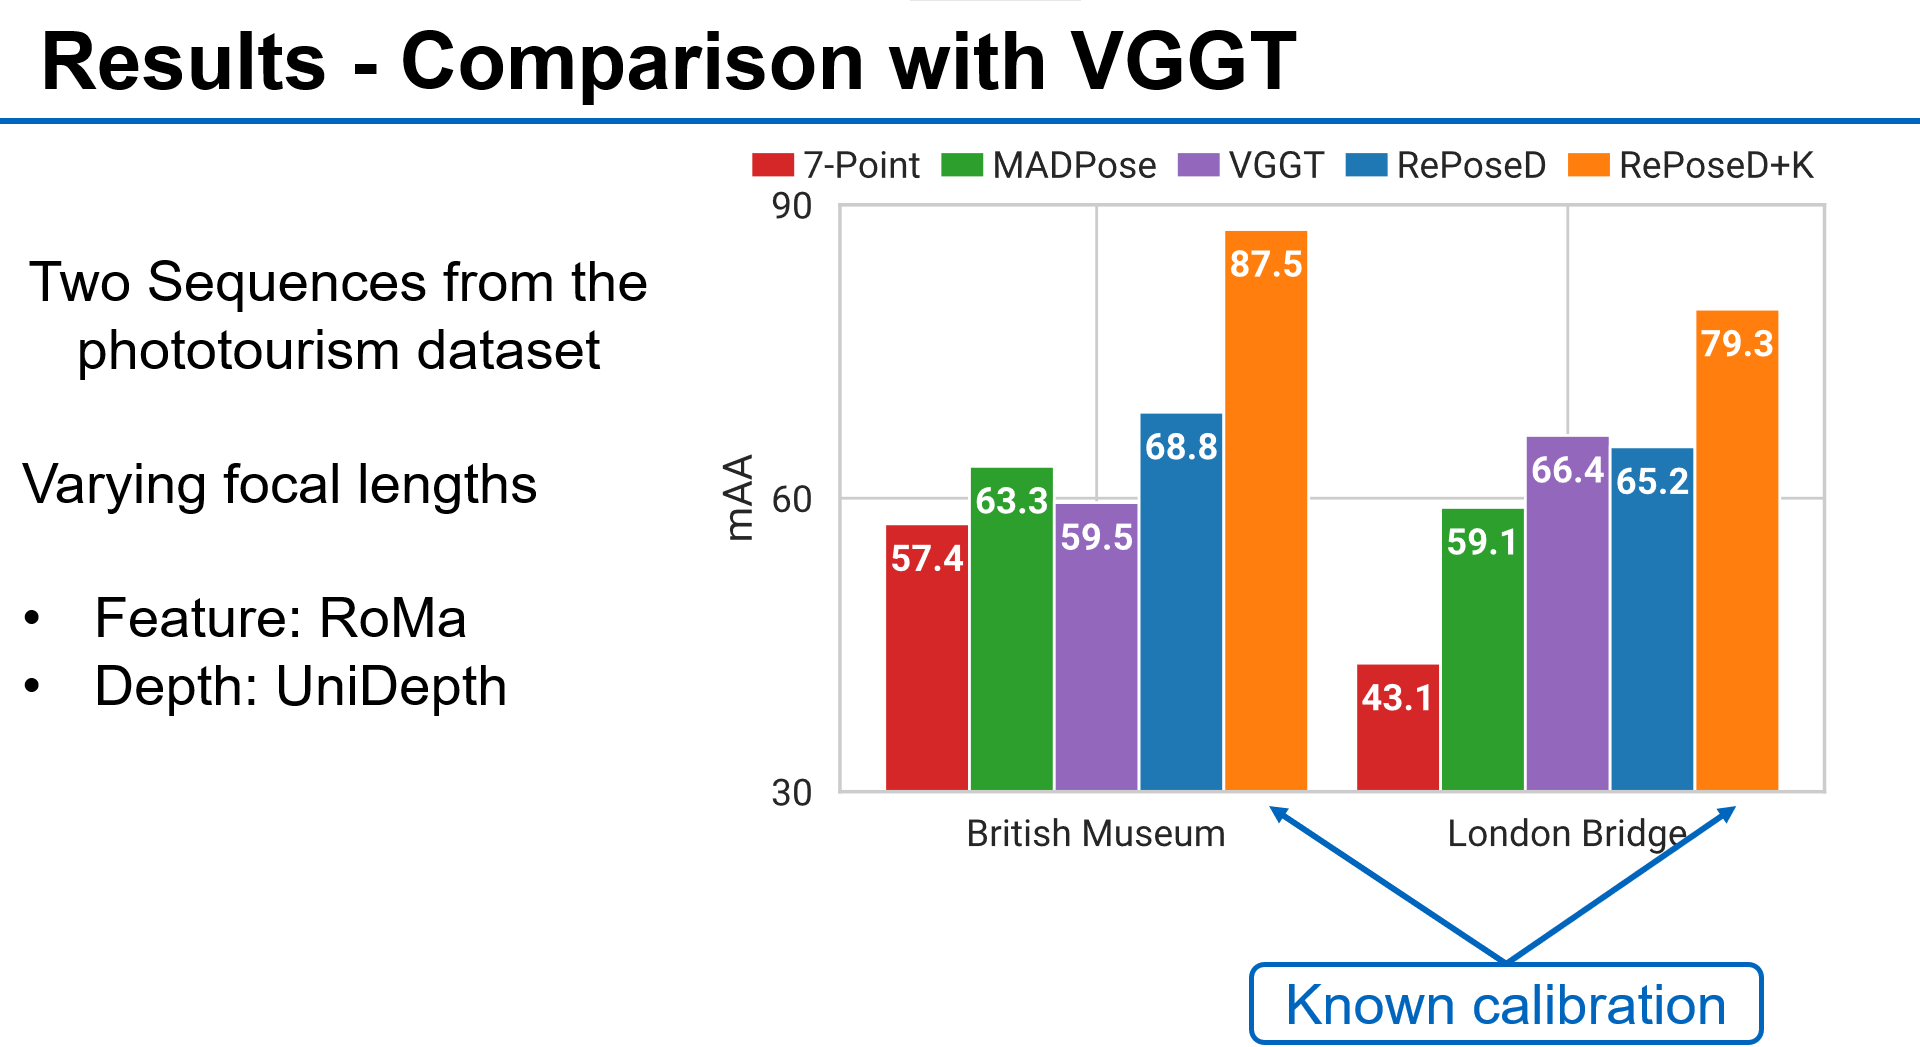 Results - Comparison with VGGT
Two Sequences from the
phototourism dataset
Varying focal lengths
• Feature: RoMa
• Depth: UniDepth
7-Point MADPose VGGT RePoseD RePoseD+K
mAA
90
60
30
57.4
63.3
59.5
68.8
87.5
43.1
59.1
66.4
65.2
79.3
British Museum
London Bridge
Known calibration